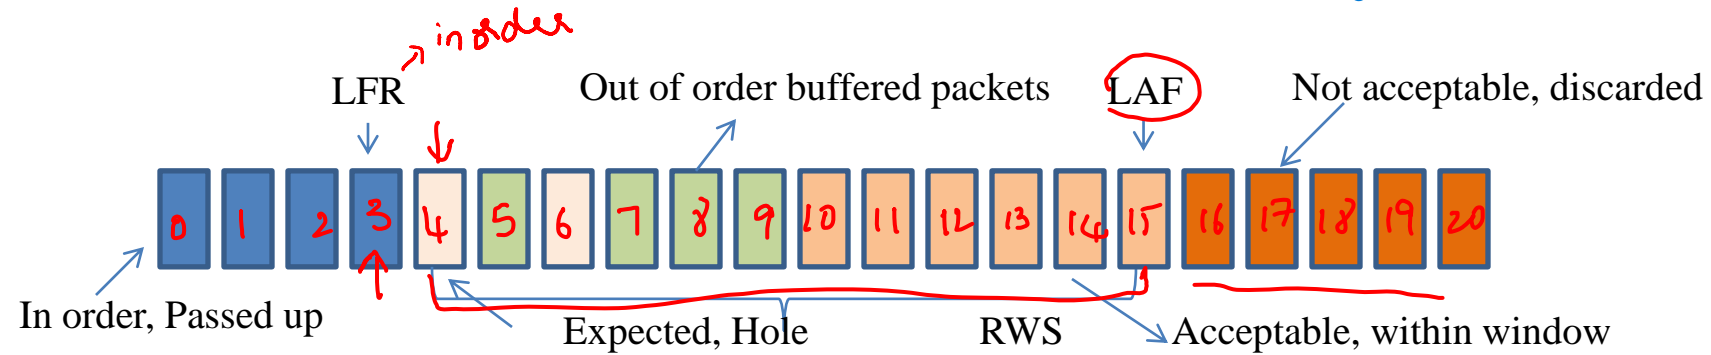 in order
LFR Out of order buffered packets LAF Not acceptable, discarded
0 1 2 3 4 5 6 7 8 9 10 11 12 13 14 15 16 17 18 19 20
In order, Passed up Expected, Hole RWS Acceptable, within window